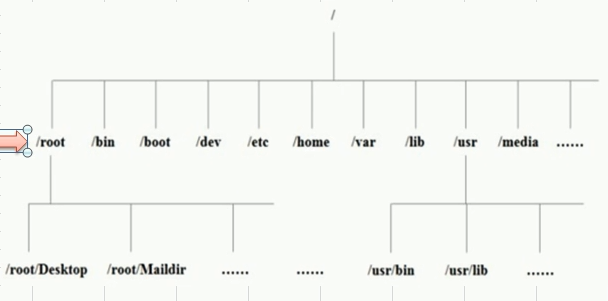 /
/root /bin /boot /dev /etc /home /var /lib /usr /media ......
/root/Desktop /root/Maildir ...... ...... /usr/bin /usr/lib ......